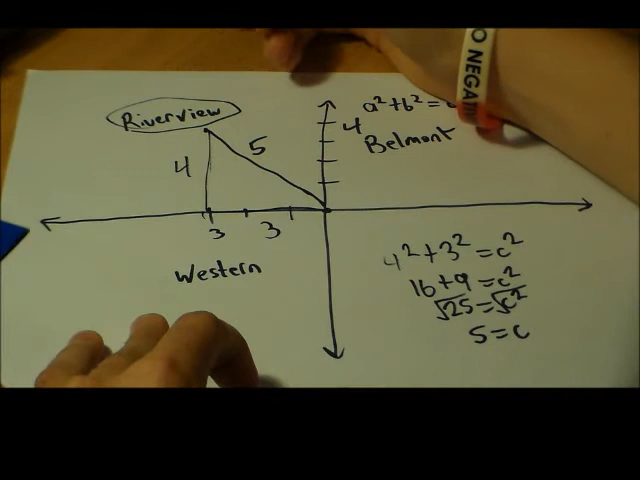 O NEGAT
Riverview
a² + b² =
4
Belmont
5
4
3
3
Western
4² + 3² = c²
16 + 9 = c²
√25 = √c²
5 = c